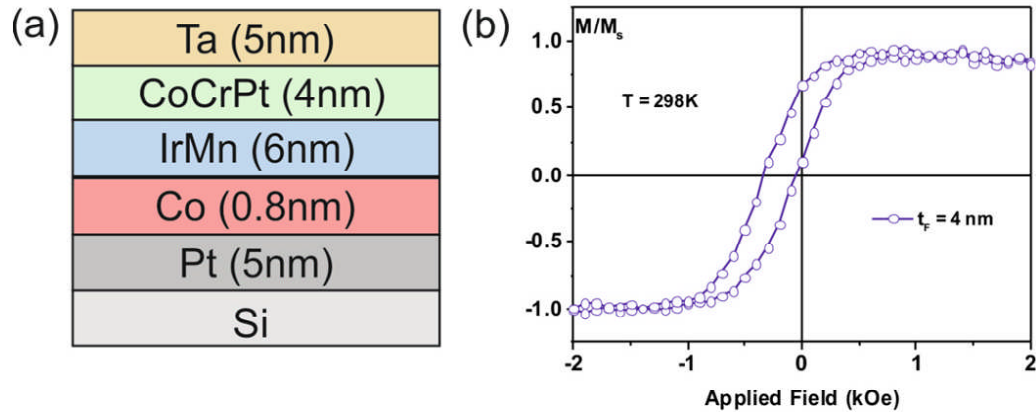 (a)
Ta (5nm)
CoCrPt (4nm)
IrMn (6nm)
Co (0.8nm)
Pt (5nm)
Si
(b)
M/Ms
1.0
0.5
0.0
-0.5
-1.0
T = 298K
tF = 4 nm
-2
-1
0
1
2
Applied Field (kOe)